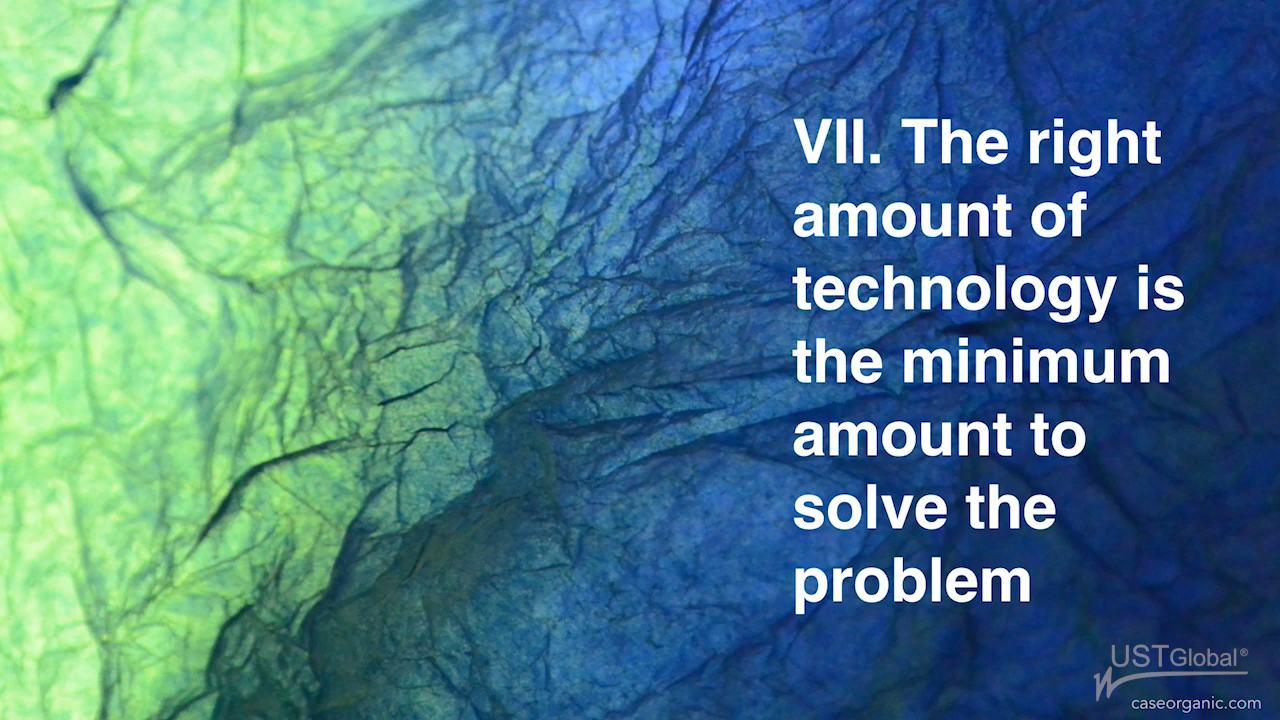 VII. The right
amount of
technology is
the minimum
amount to
solve the
problem
USTGlobal®
caseorganic.com